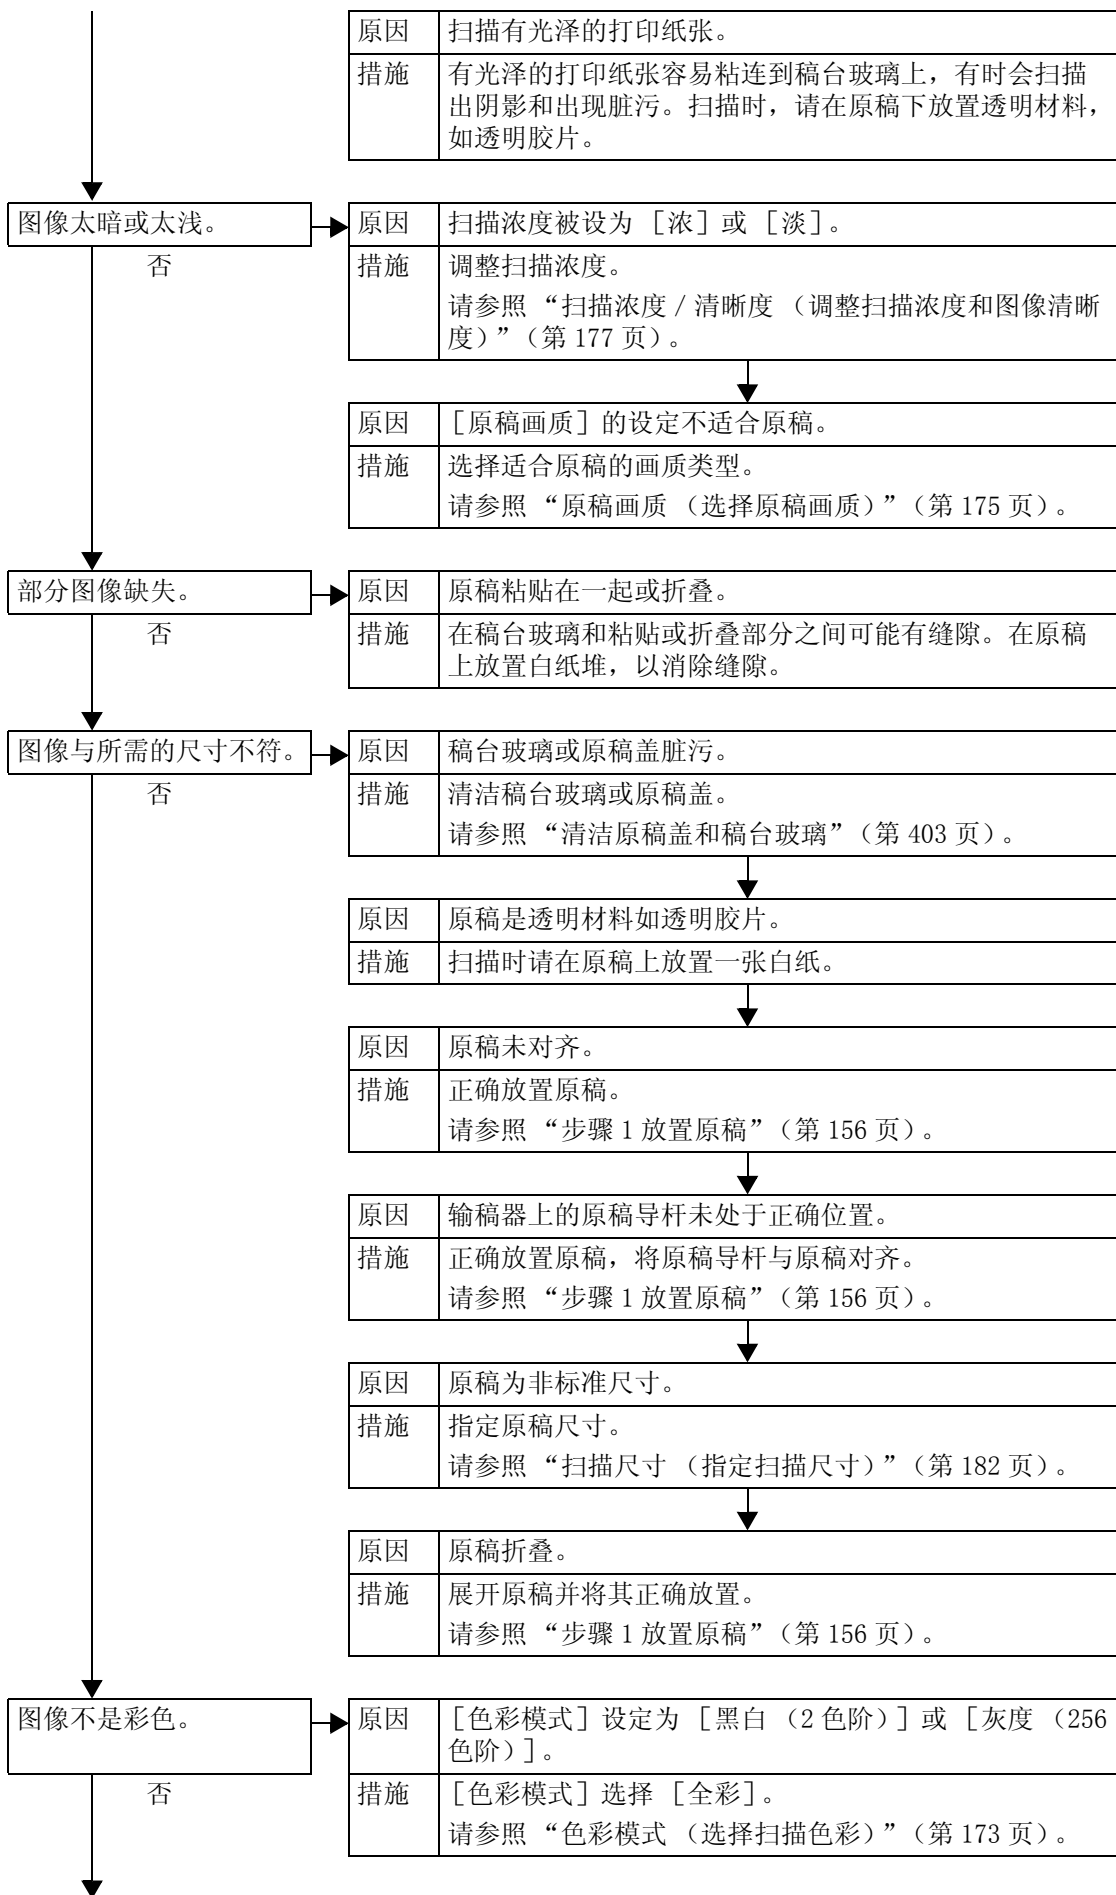 原因 扫描有光泽的打印纸张。
措施 有光泽的打印纸张容易粘连到稿台玻璃上，有时会扫描
出阴影和出现脏污。扫描时，请在原稿下放置透明材料，
如透明胶片。
图像太暗或太浅。
否
原因 扫描浓度被设为 ［浓］或 ［淡］。
措施 调整扫描浓度。
请参照 “扫描浓度 / 清晰度 （调整扫描浓度和图像清晰
度）”（第 177 页）。
原因 ［原稿画质］的设定不适合原稿。
措施 选择适合原稿的画质类型。
请参照 “原稿画质 （选择原稿画质）”（第 175 页）。
部分图像缺失。
否
原因 原稿粘贴在一起或折叠。
措施 在稿台玻璃和粘贴或折叠部分之间可能有缝隙。在原稿
上放置白纸堆，以消除缝隙。
图像与所需的尺寸不符。
否
原因 稿台玻璃或原稿盖脏污。
措施 清洁稿台玻璃或原稿盖。
请参照 “清洁原稿盖和稿台玻璃”（第 403 页）。
原因 原稿是透明材料如透明胶片。
措施 扫描时请在原稿上放置一张白纸。
原因 原稿未对齐。
措施 正确放置原稿。
请参照 “步骤 1 放置原稿”（第 156 页）。
原因 输稿器上的原稿导杆未处于正确位置。
措施 正确放置原稿，将原稿导杆与原稿对齐。
请参照 “步骤 1 放置原稿”（第 156 页）。
原因 原稿为非标准尺寸。
措施 指定原稿尺寸。
请参照 “扫描尺寸 （指定扫描尺寸）”（第 182 页）。
原因 原稿折叠。
措施 展开原稿并将其正确放置。
请参照 “步骤 1 放置原稿”（第 156 页）。
图像不是彩色。
否
原因 ［色彩模式］设定为 ［黑白 （2 色阶）］或 ［灰度 （256
色阶）］。
措施 ［色彩模式］选择 ［全彩］。
请参照 “色彩模式 （选择扫描色彩）”（第 173 页）。